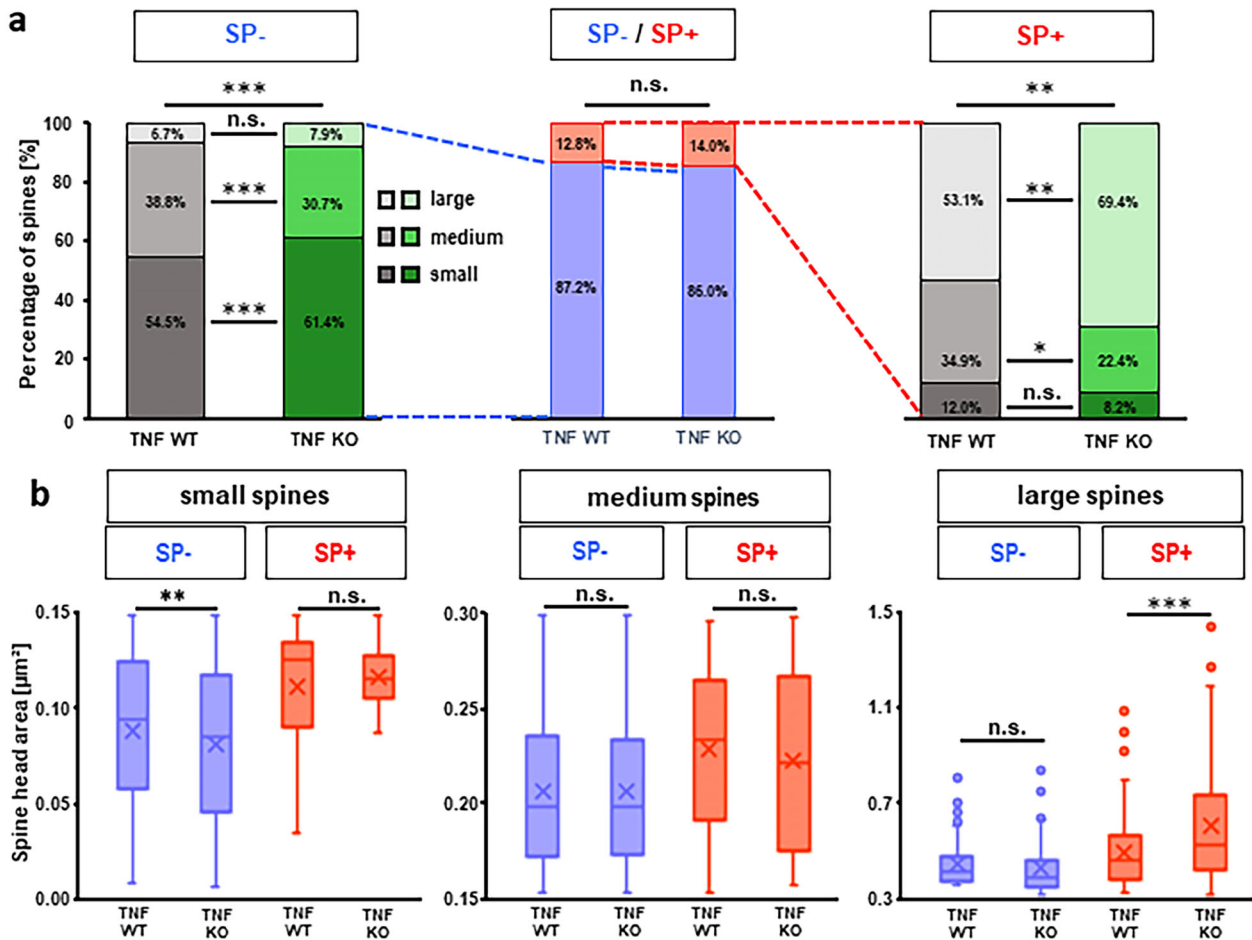 a
SP-
SP- / SP+
SP+
***
n.s.
**
n.s.
100
80
60
40
20
0
Percentage of spines [%]
6.7%
7.9%
***
38.8%
30.7%
***
54.5%
61.4%
large
medium
small
12.8%
14.0%
87.2%
86.0%
53.1%
**
69.4%
34.9%
*
22.4%
12.0%
n.s.
8.2%
TNF WT
TNF KO
TNF WT
TNF KO
TNF WT
TNF KO
b
small spines
medium spines
large spines
SP-
SP+
SP-
SP+
SP-
SP+
Spine head area [µm²]
0.15
0.10
0.05
0.00
**
n.s.
TNF WT
TNF KO
TNF WT
TNF KO
0.30
0.25
0.20
0.15
n.s.
n.s.
TNF WT
TNF KO
TNF WT
TNF KO
1.5
1.1
0.7
0.3
n.s.
***
TNF WT
TNF KO
TNF WT
TNF KO